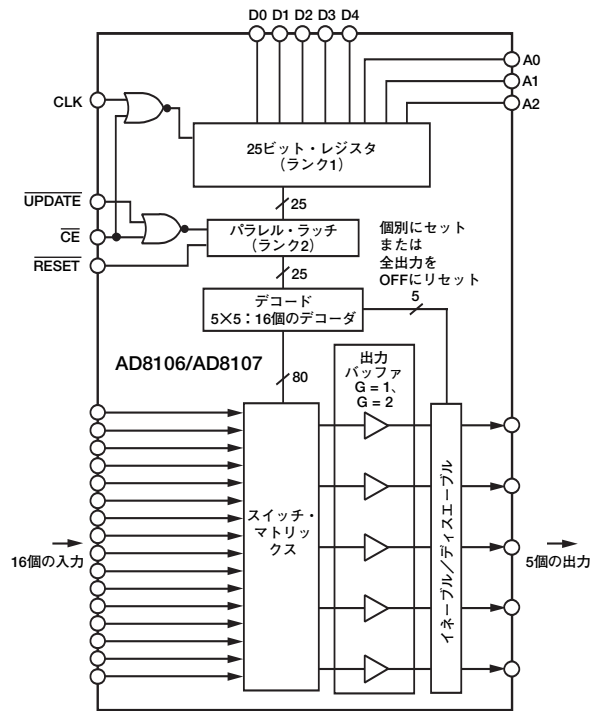 D0 D1 D2 D3 D4
A0
A1
A2
CLK
25ビット・レジスタ
（ランク1）
25
UPDATE
CE
RESET
パラレル・ラッチ
（ランク2）
25
個別にセット
または
全出力を
OFFにリセット
5
デコード
5×5：16個のデコーダ
AD8106/AD8107
80
出力
バッファ
G = 1、
G = 2
スイッチ・
マトリッ
クス
イネーブル／ディスエーブル
16個の入力
5個の出力